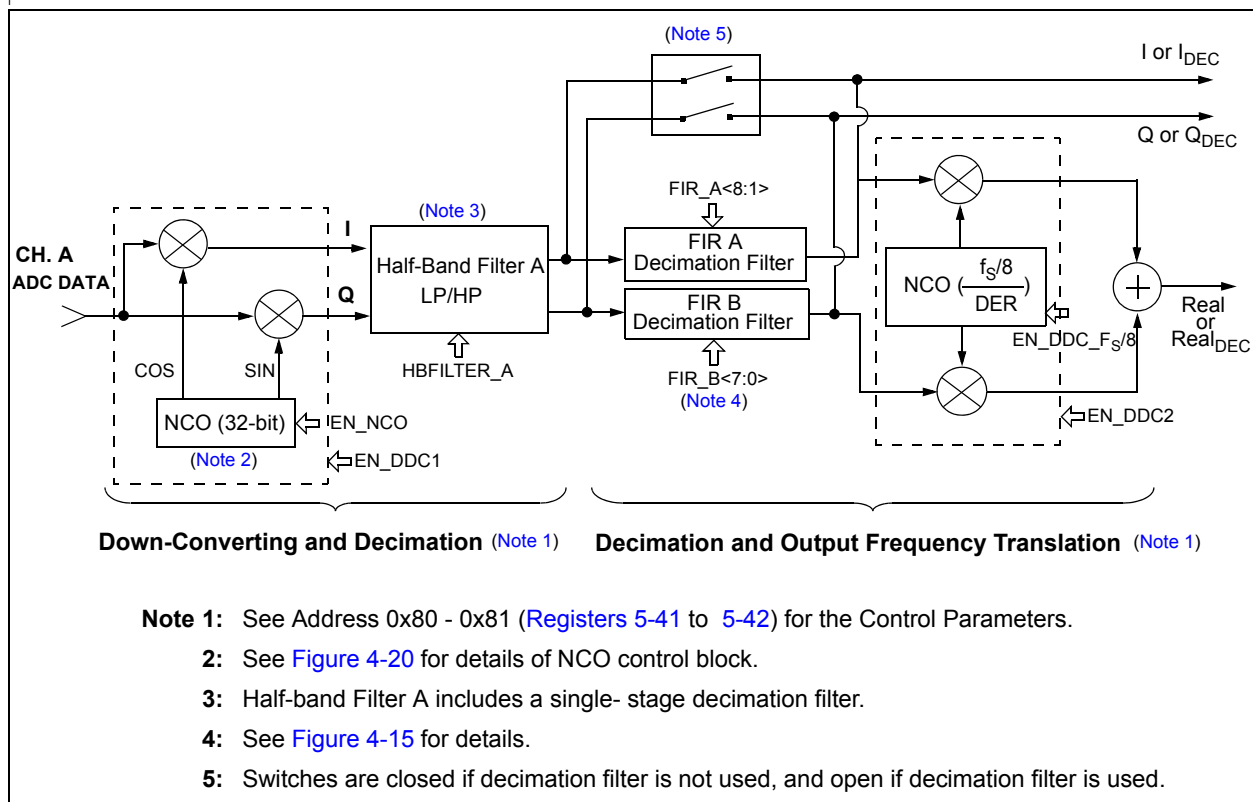 (Note 5)
I or I_DEC
Q or Q_DEC
FIR_A<8:1>
(Note 3)
I
FIR A
Decimation Filter
CH. A
ADC DATA
Half-Band Filter A
LP/HP
NCO (f_S/8 / DER)
Q
FIR B
Decimation Filter
Real
or
Real_DEC
EN_DDC_F_S/8
COS
SIN
HBFILTER_A
FIR_B<7:0>
(Note 4)
NCO (32-bit)
EN_NCO
EN_DDC2
(Note 2)
EN_DDC1
Down-Converting and Decimation (Note 1)
Decimation and Output Frequency Translation (Note 1)
Note 1: See Address 0x80 - 0x81 (Registers 5-41 to 5-42) for the Control Parameters.
2: See Figure 4-20 for details of NCO control block.
3: Half-band Filter A includes a single- stage decimation filter.
4: See Figure 4-15 for details.
5: Switches are closed if decimation filter is not used, and open if decimation filter is used.